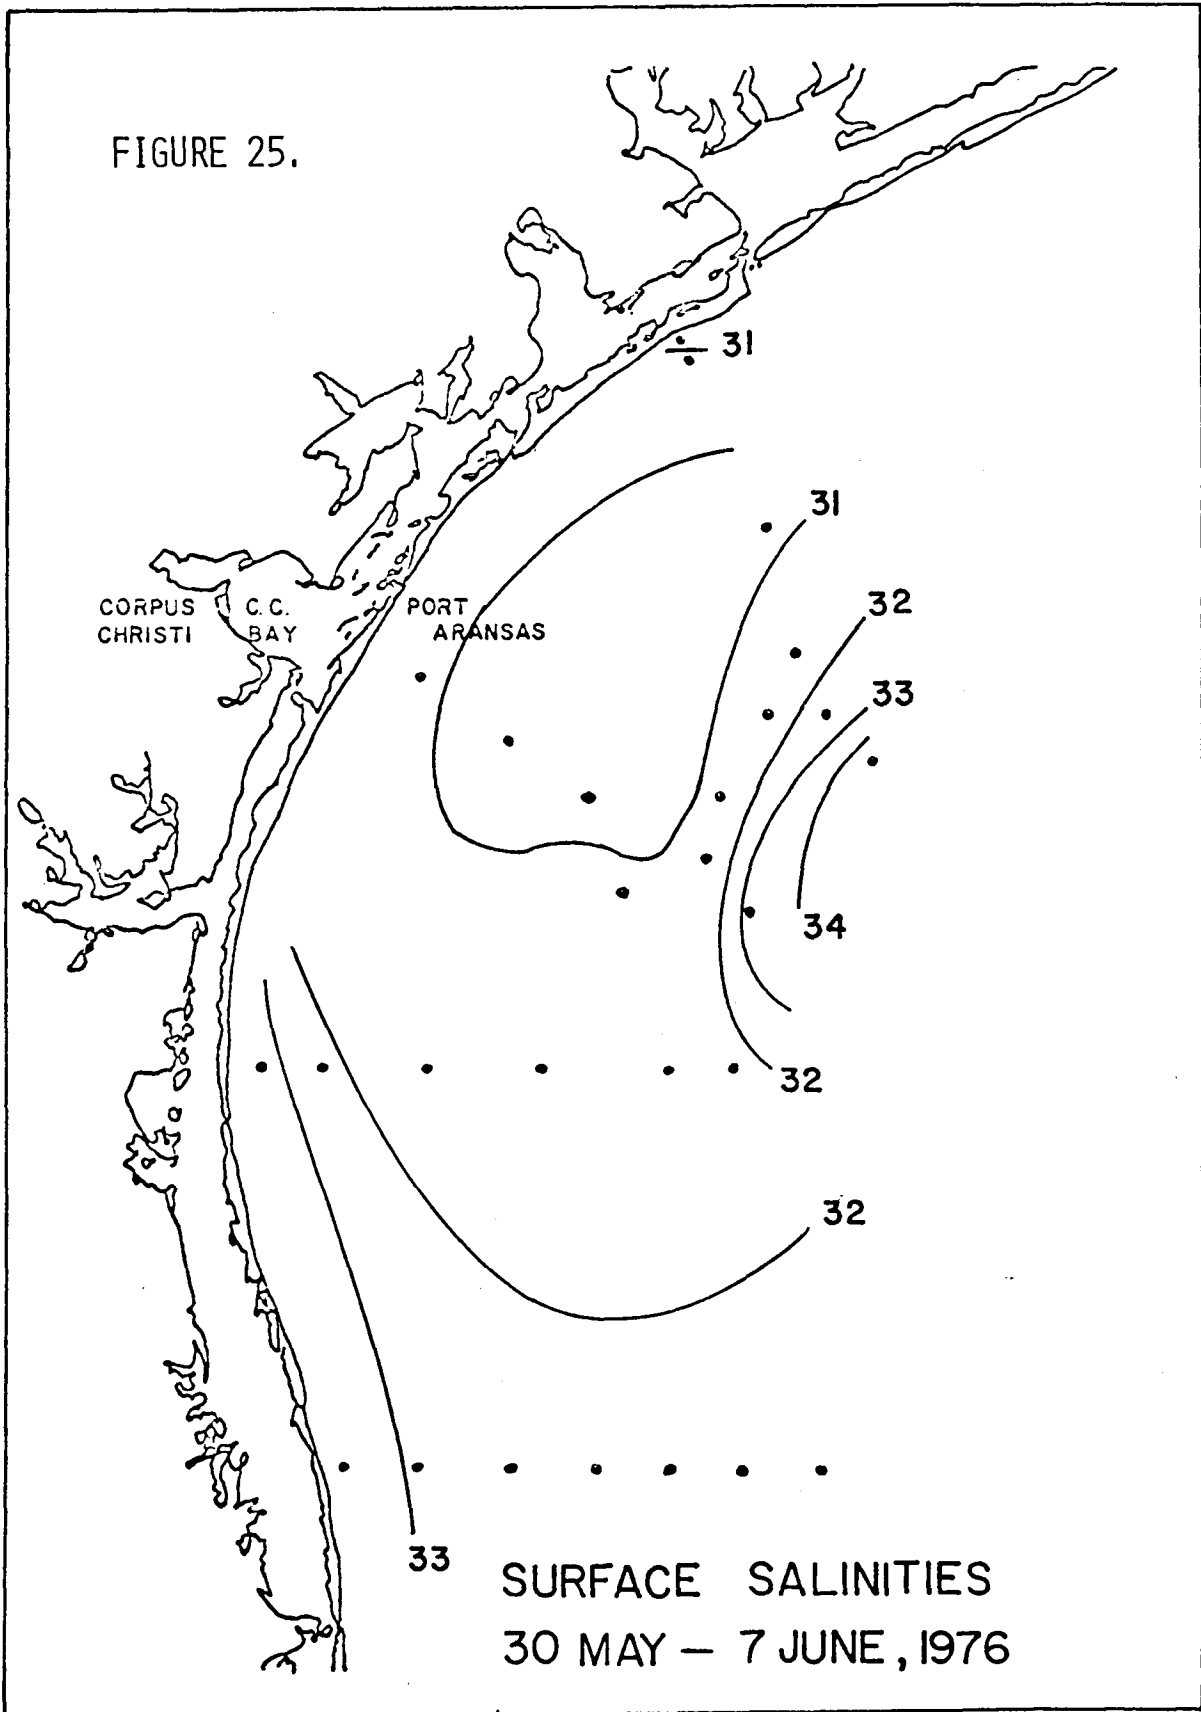 FIGURE 25.
31
31
32
CORPUS CHRISTI
C. C. BAY
PORT ARANSAS
33
34
32
32
33
SURFACE SALINITIES
30 MAY – 7 JUNE, 1976